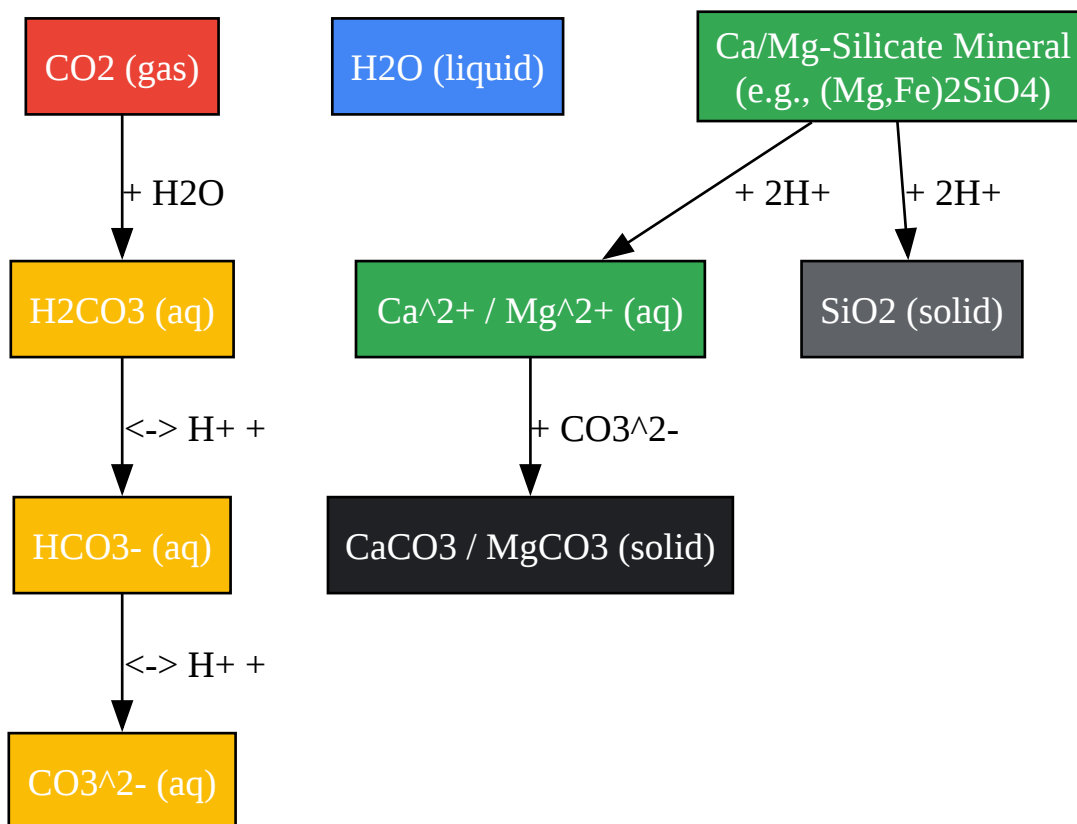 CO2 (gas)
H2O (liquid)
Ca/Mg-Silicate Mineral
(e.g., (Mg,Fe)2SiO4)
+ H2O
+ 2H+
+ 2H+
H2CO3 (aq)
Ca^2+ / Mg^2+ (aq)
SiO2 (solid)
<-> H+ +
+ CO3^2-
HCO3- (aq)
CaCO3 / MgCO3 (solid)
<-> H+ +
CO3^2- (aq)